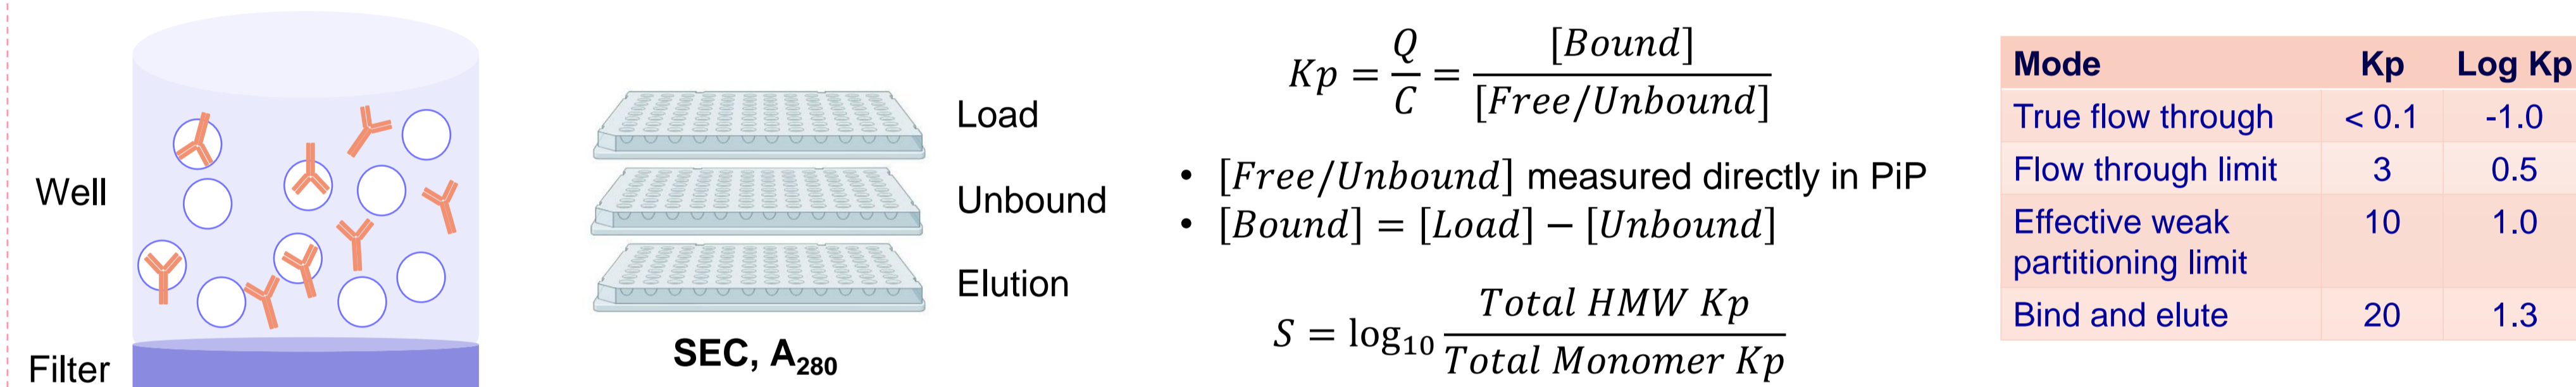 Well
Filter
Load
Unbound
Elution
SEC, A₂₈₀
Kp = Q/C = [Bound]/[Free/Unbound]
• [Free/Unbound] measured directly in PiP
• [Bound] = [Load] − [Unbound]
S = log₁₀ Total HMW Kp/Total Monomer Kp
Mode Kp Log Kp
True flow through < 0.1 -1.0
Flow through limit 3 0.5
Effective weak 10 1.0
partitioning limit
Bind and elute 20 1.3